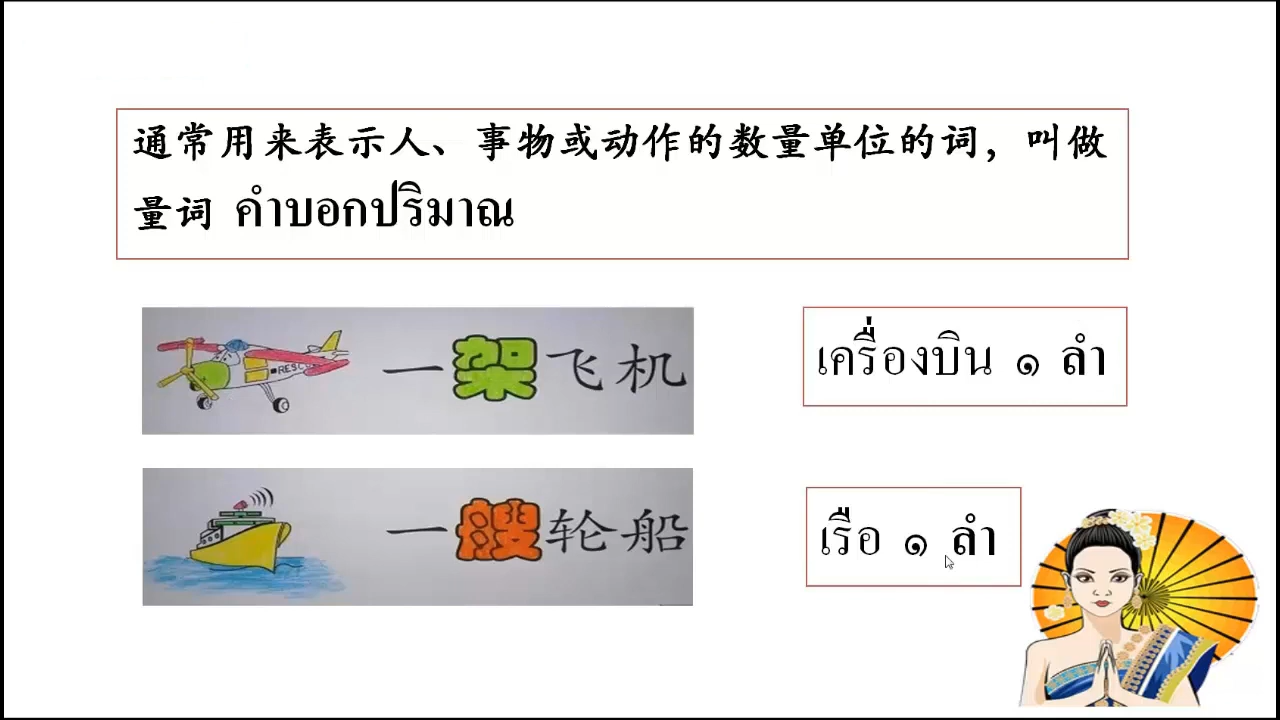 通常用来表示人、事物或动作的数量单位的词，叫做
量词 คำบอกปริมาณ
一架飞机
RESC
เครื่องบิน ๑ ลำ
一艘轮船
เรือ ๑ ลำ